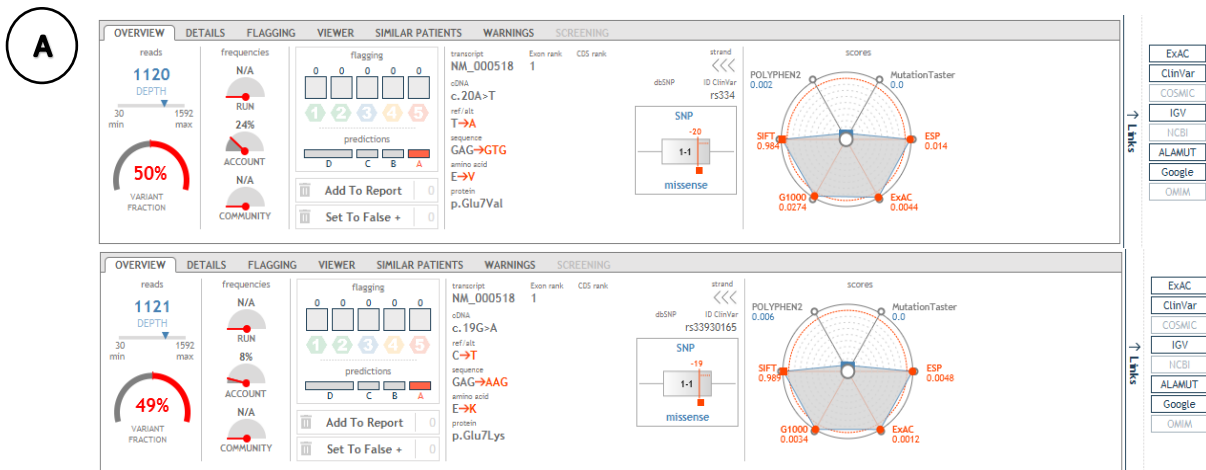 A
OVERVIEW DETAILS FLAGGING VIEWER SIMILAR PATIENTS WARNINGS SCREENING
reads
1120
DEPTH
30 1592
min max
50%
VARIANT
FRACTION
frequencies
N/A
RUN
24%
ACCOUNT
N/A
COMMUNITY
flagging
0 0 0 0 0
1 2 3 4 5
predictions
D C B A
Add To Report 0
Set To False + 0
transcript Exon rank CDS rank
NM_000518 1
cDNA
c.20A>T
ref/alt
T→A
sequence
GAG→GTG
amino acid
E→V
protein
p.Glu7Val
strand
<<<
dbSNP ID ClinVar
rs334
SNP
-20
1-1
missense
scores
POLYPHEN2
0.002
MutationTaster
0.0
SIFT
0.984
ESP
0.014
G1000
0.0274
ExAC
0.0044
→ Links
ExAC
ClinVar
COSMIC
IGV
NCBI
ALAMUT
Google
OMIM
OVERVIEW DETAILS FLAGGING VIEWER SIMILAR PATIENTS WARNINGS SCREENING
reads
1121
DEPTH
30 1592
min max
49%
VARIANT
FRACTION
frequencies
N/A
RUN
8%
ACCOUNT
N/A
COMMUNITY
flagging
0 0 0 0 0
1 2 3 4 5
predictions
D C B A
Add To Report 0
Set To False + 0
transcript Exon rank CDS rank
NM_000518 1
cDNA
c.19G>A
ref/alt
C→T
sequence
GAG→AAG
amino acid
E→K
protein
p.Glu7Lys
strand
<<<
dbSNP ID ClinVar
rs33930165
SNP
-19
1-1
missense
scores
POLYPHEN2
0.006
MutationTaster
0.0
SIFT
0.989
ESP
0.0048
G1000
0.0034
ExAC
0.0012
→ Links
ExAC
ClinVar
COSMIC
IGV
NCBI
ALAMUT
Google
OMIM